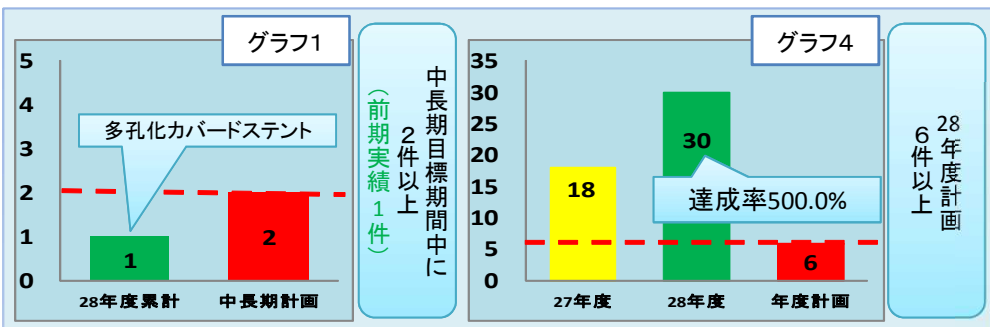 グラフ1
5
4
3
2
1
0
多孔化カバードステント
1
2
28年度累計
中長期計画
中長期目標期間中に
２件以上
（前期実績１件）
グラフ4
35
30
25
20
15
10
5
0
18
30
達成率500.0%
6
27年度
28年度
年度計画
28年度計画
６件以上